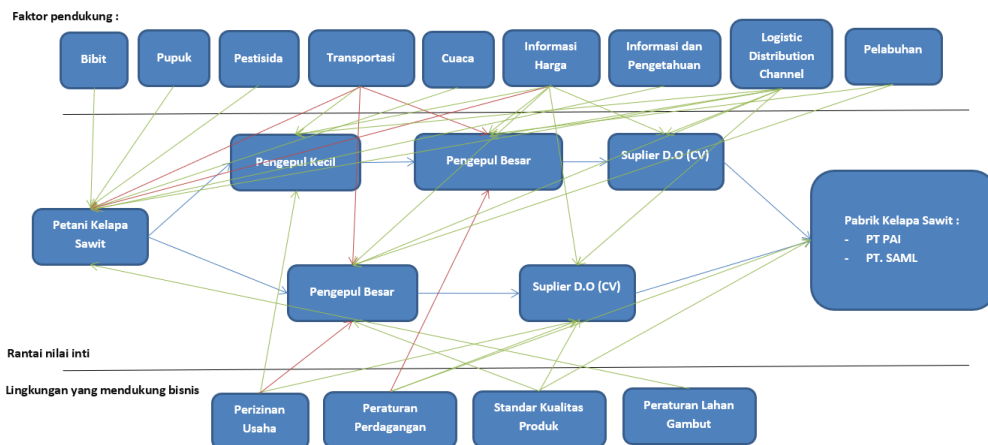 Faktor pendukung :
Bibit
Pupuk
Pestisida
Transportasi
Cuaca
Informasi
Harga
Informasi dan
Pengetahuan
Logistic
Distribution
Channel
Pelabuhan
Pengepul Kecil
Pengepul Besar
Suplier D.O (CV)
Petani Kelapa
Sawit
Pabrik Kelapa Sawit :
- PT PAI
- PT. SAML
Pengepul Besar
Suplier D.O (CV)
Rantai nilai inti
Lingkungan yang mendukung bisnis
Perizinan
Usaha
Peraturan
Perdagangan
Standar Kualitas
Produk
Peraturan Lahan
Gambut